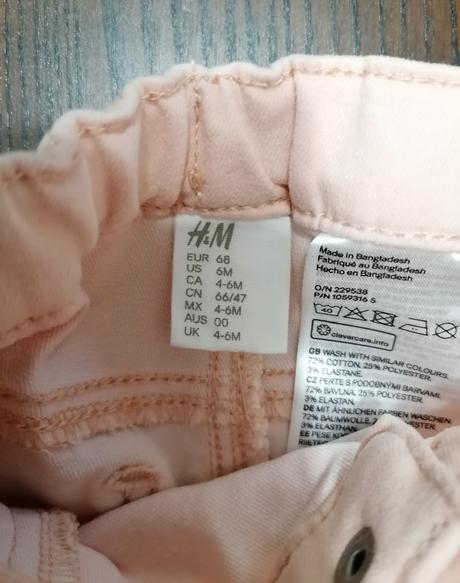 H&M
EUR 68
US 6M
CA 4-6M
CN 66/47
MX 4-6M
AUS 00
UK 4-6M
Made in Bangladesh
Fabriqué au Bangladesh
Hecho en Bangladesh
O/N 229538
P/N 1059316 S
40
clevercare.info
GB WASH WITH SIMILAR COLOURS.
72% COTTON, 25% POLYESTER,
3% ELASTANE.
CZ PERTE S PODOBNÝMI BARVAMI.
72% BAVLNA, 25% POLYESTER,
3% ELASTAN.
DE MIT ÄHNLICHEN FARBEN WASCHEN.
72% BAUMWOLLE, 25% POLYESTER,
3% ELASTHAN.
EE PESE